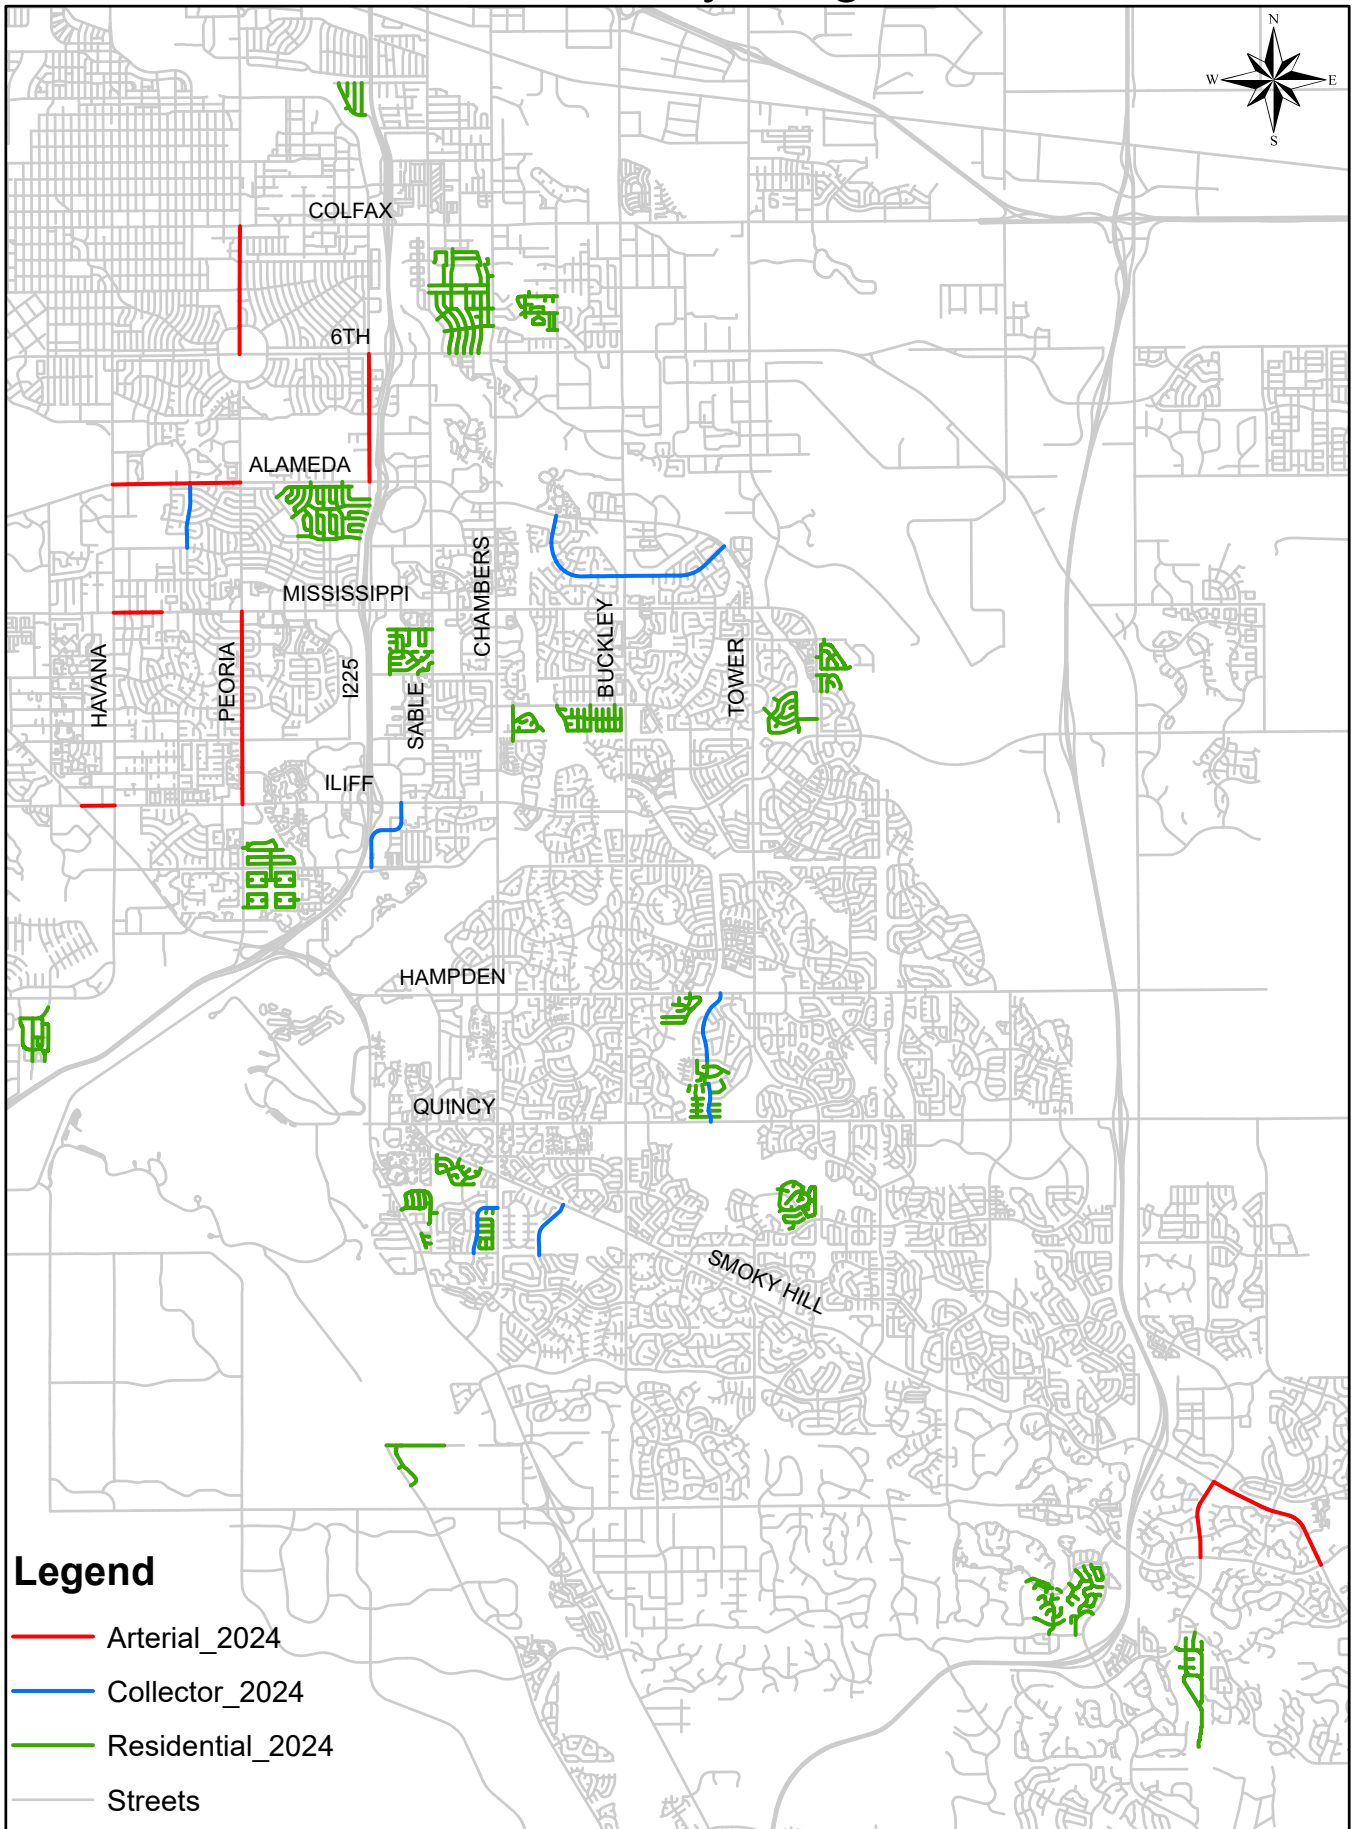 N
W E
S
COLFAX
6TH
ALAMEDA
MISSISSIPPI
CHAMBERS
BUCKLEY
TOWER
HAVANA
PEORIA
I225
SABLE
ILIFF
HAMPDEN
QUINCY
SMOKY HILL
Legend
Arterial_2024
Collector_2024
Residential_2024
Streets